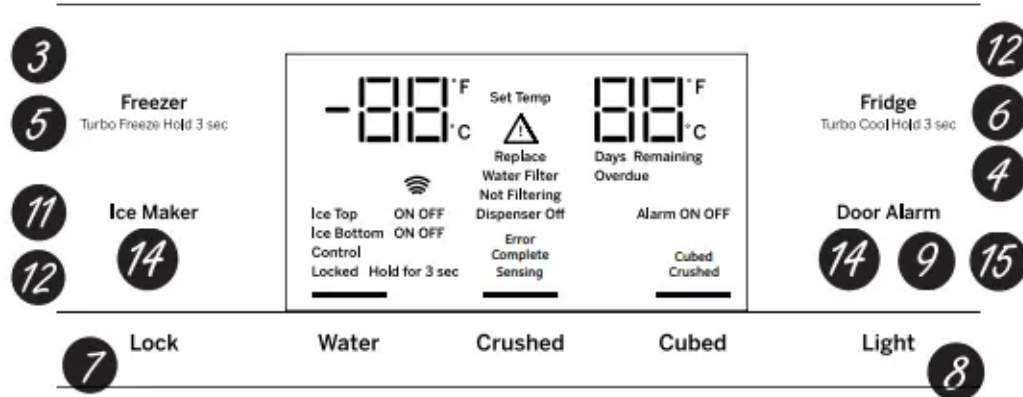 3
12
-88 °F
°C
Set Temp
88 °F
°C
Freezer
Turbo Freeze Hold 3 sec
5
Fridge
Turbo Cool Hold 3 sec
6
Replace
Water Filter
Not Filtering
Dispenser Off
Days Remaining
Overdue
4
11
Ice Maker
Ice Top ON OFF
Ice Bottom ON OFF
Control
Locked Hold for 3 sec
Alarm ON OFF
Door Alarm
12
14
Error
Complete
Sensing
Cubed
Crushed
14
9
15
Lock
Water
Crushed
Cubed
Light
7
8